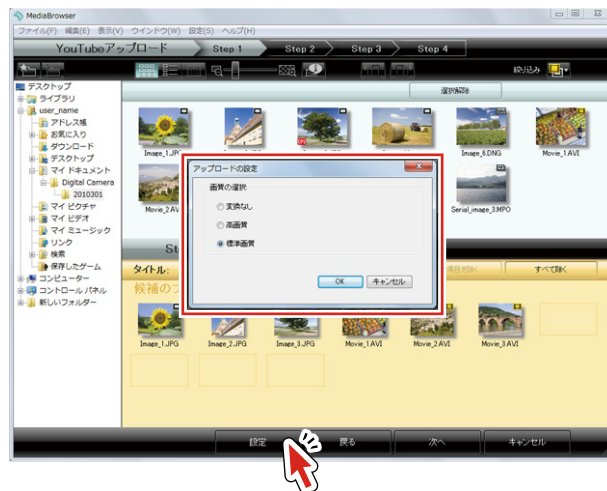 MediaBrowser
ファイル(F) 編集(E) 表示(V) ウインドウ(W) 設定(S) ヘルプ(H)
YouTubeアップロード Step 1 Step 2 Step 3 Step 4
絞り込み
選択解除
デスクトップ
ライブラリ
user_name
アドレス帳
お気に入り
ダウンロード
デスクトップ
マイ ドキュメント
Digital Camera
2010301
マイ ピクチャ
マイ ビデオ
マイ ミュージック
リンク
検索
保存したゲーム
コンピューター
コントロール パネル
新しいフォルダー
Image_1.JP
Image_6.DNG
Movie_1.AVI
Movie_2.AV
Serial_image_3.MPO
アップロードの設定
画質の選択
変換なし
高画質
標準画質
OK キャンセル
St
タイトル:
すべて除く
候補のフ
Image_1.JPG Image_2.JPG Image_3.JPG Movie_1.AVI Movie_2.AVI Movie_3.AVI
設定 戻る 次へ キャンセル